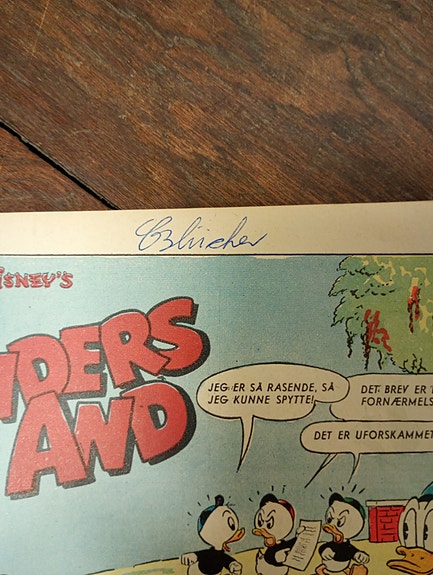 Blücher
ISNEY'S
NDERS
AND
JEG ER SÅ RASENDE, SÅ
JEG KUNNE SPYTTE!
DET BREV ER
FORNÆRMELS
DET ER UFORSKAMMET